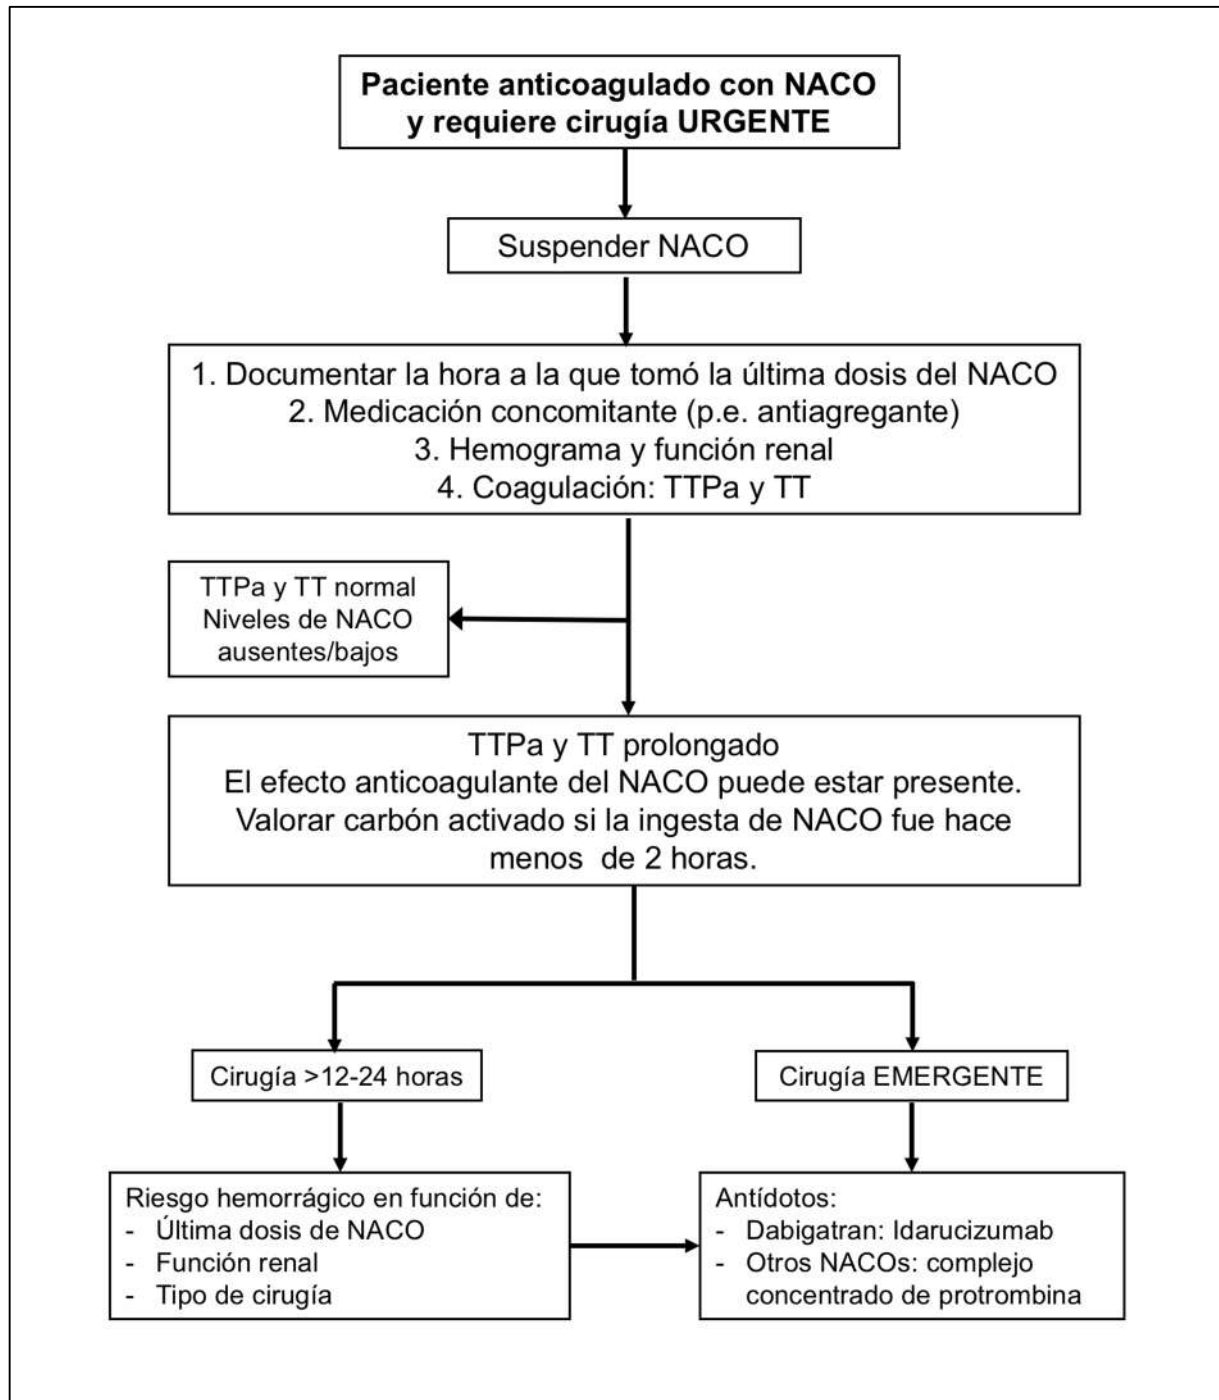 Paciente anticoagulado con NACO
y requiere cirugía URGENTE
Suspender NACO
1. Documentar la hora a la que tomó la última dosis del NACO
2. Medicación concomitante (p.e. antiagregante)
3. Hemograma y función renal
4. Coagulación: TTPa y TT
TTPa y TT normal
Niveles de NACO
ausentes/bajos
TTPa y TT prolongado
El efecto anticoagulante del NACO puede estar presente.
Valorar carbón activado si la ingesta de NACO fue hace
menos de 2 horas.
Cirugía >12-24 horas
Cirugía EMERGENTE
Riesgo hemorrágico en función de:
- Última dosis de NACO
- Función renal
- Tipo de cirugía
Antídotos:
- Dabigatran: Idarucizumab
- Otros NACOs: complejo
concentrado de protrombina